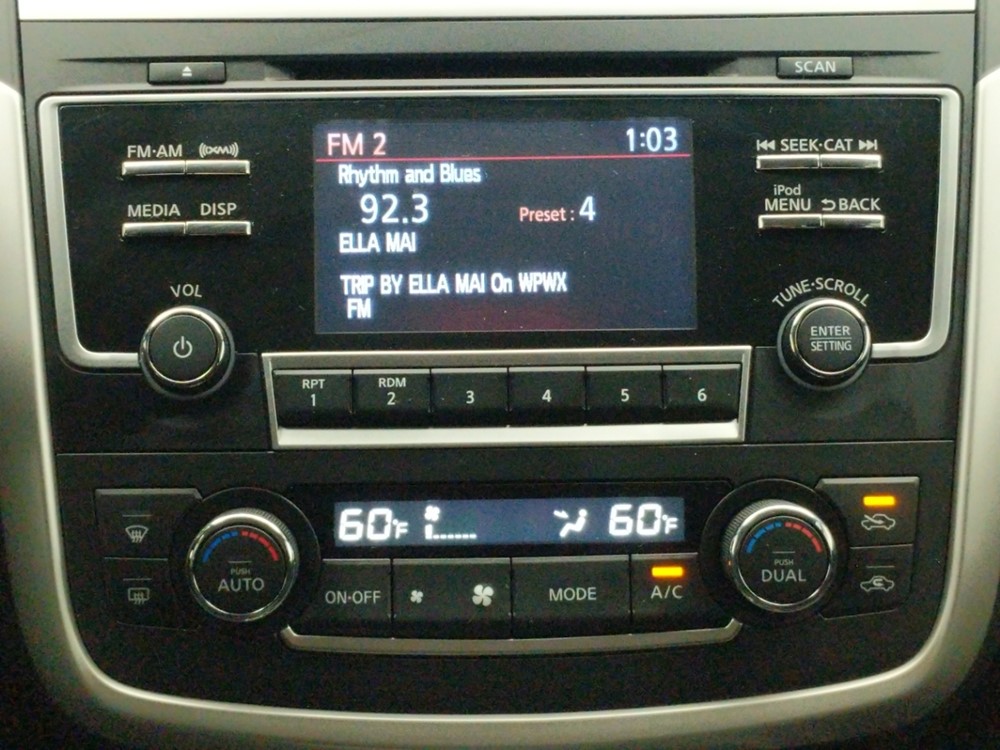 SCAN
FM·AM
((XM))
FM 2
1:03
SEEK·CAT
Rhythm and Blues
92.3
Preset : 4
iPod
MEDIA
DISP
MENU
BACK
ELLA MAI
TRIP BY ELLA MAI On WPWX
FM
VOL
TUNE·SCROLL
ENTER
SETTING
RPT
1
RDM
2
3
4
5
6
60°F
60°F
PUSH
AUTO
ON·OFF
MODE
A/C
PUSH
DUAL